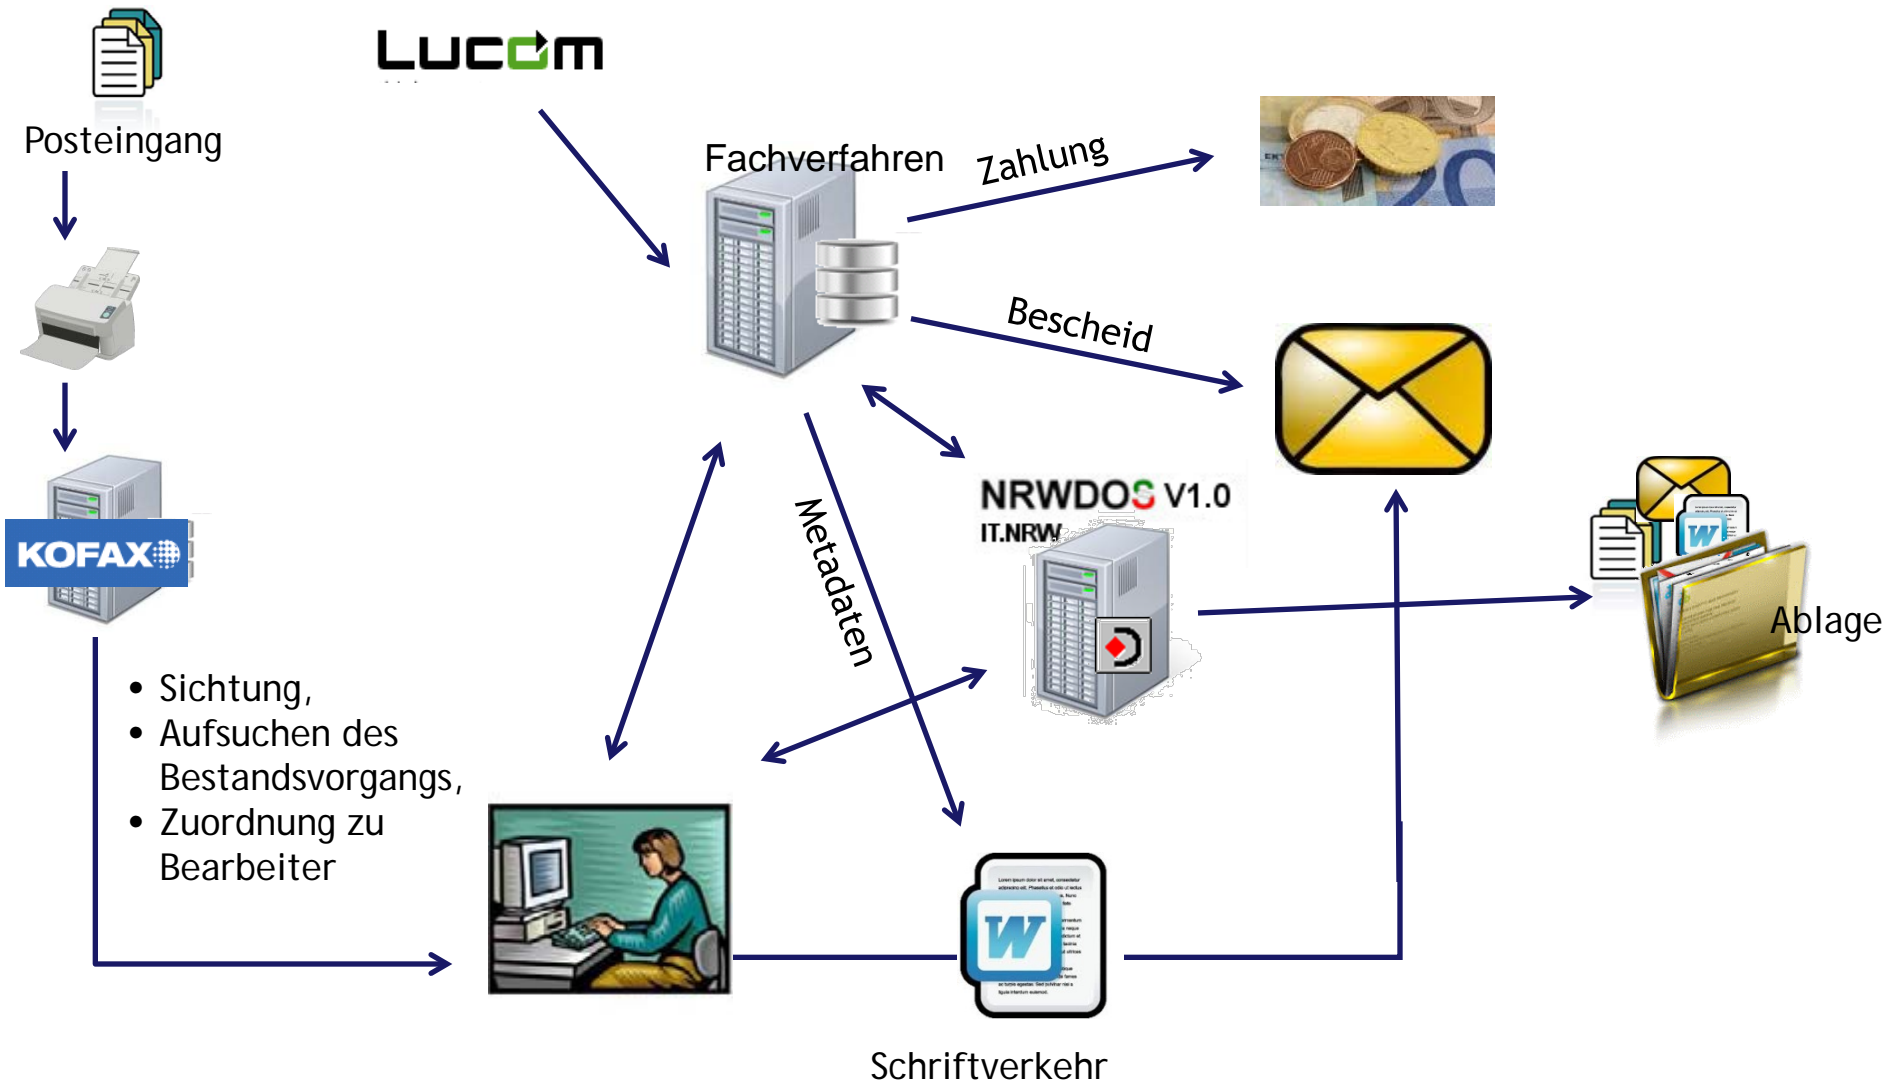 Posteingang
Lucom
Fachverfahren
Zahlung
Bescheid
KOFAX
NRWDOS V1.0
IT.NRW
Metadaten
W
Ablage
• Sichtung,
• Aufsuchen des
Bestandsvorgangs,
• Zuordnung zu
Bearbeiter
W
Schriftverkehr